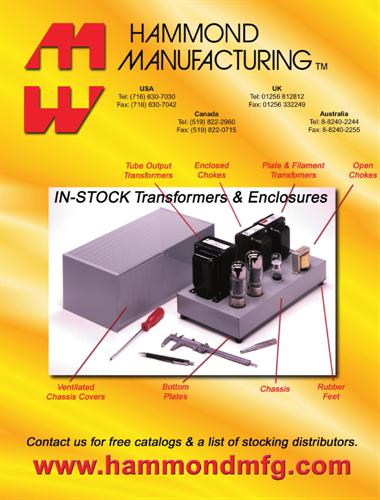 HAMMOND
MANUFACTURING TM
USA
Tel: (716) 630-7030
Fax: (716) 630-7042
UK
Tel: 01256 812812
Fax: 01256 332249
Canada
Tel: (519) 822-2960
Fax: (519) 822-0715
Australia
Tel: 8-8240-2244
Fax: 8-8240-2255
Tube Output
Transformers
Enclosed
Chokes
Plate & Filament
Transfomers
Open
Chokes
IN-STOCK Transformers & Enclosures
Ventilated
Chassis Covers
Bottom
Plates
Chassis
Rubber
Feet
Contact us for free catalogs & a list of stocking distributors.
www.hammondmfg.com